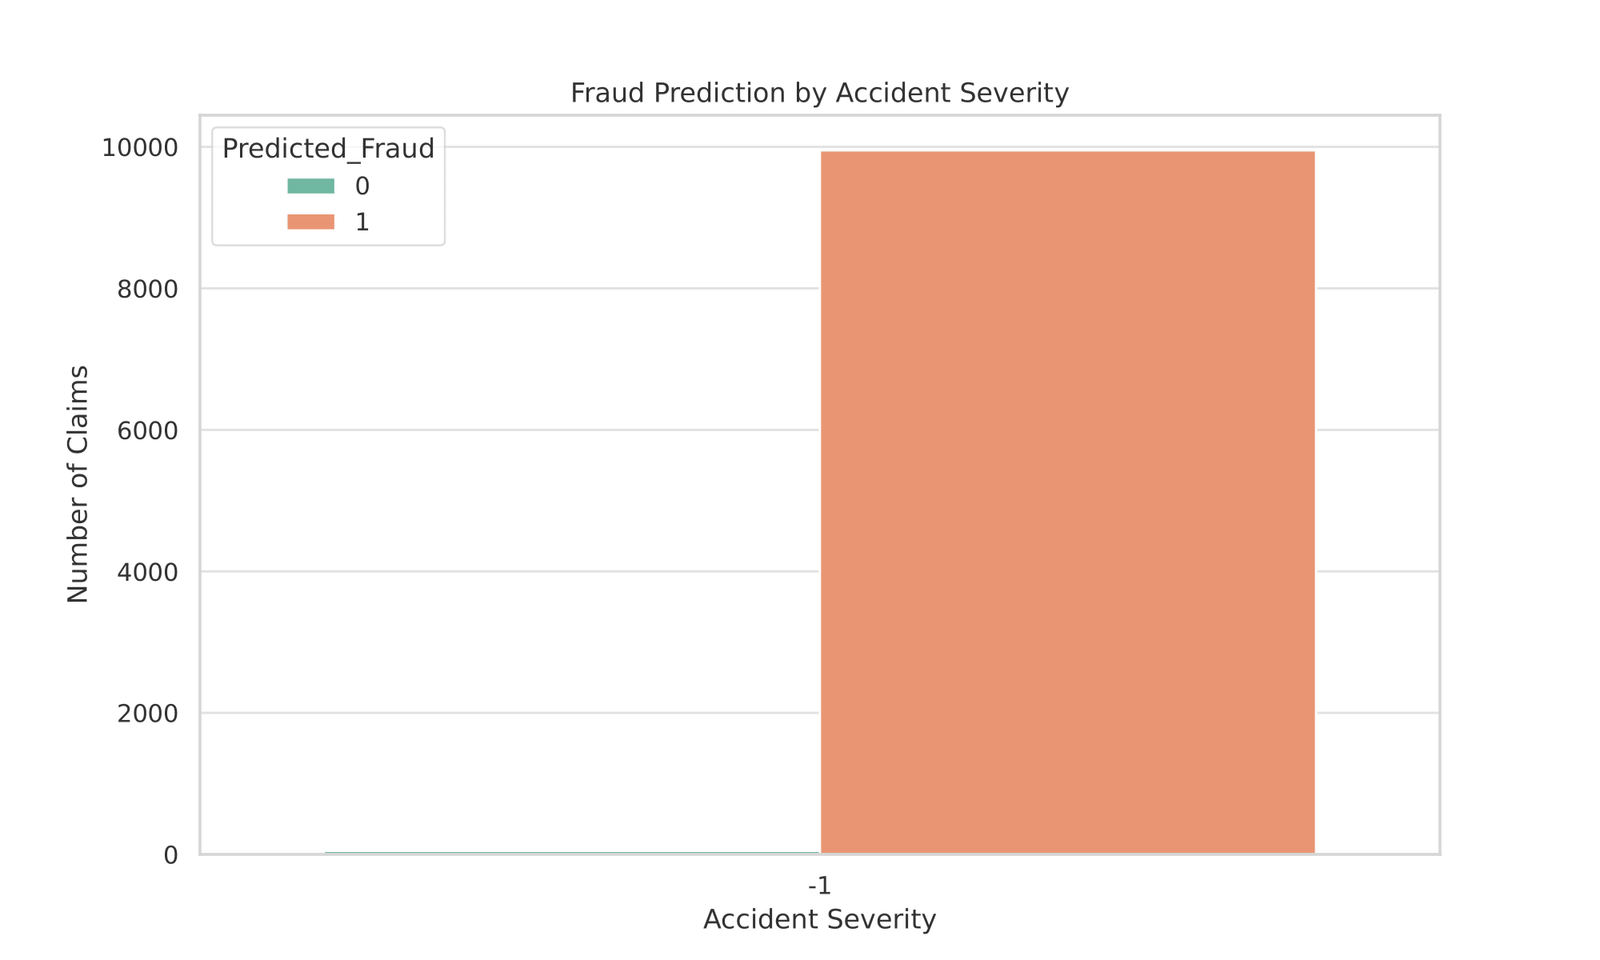 Fraud Prediction by Accident Severity
Predicted_Fraud
0
1
10000
8000
6000
4000
2000
0
Number of Claims
-1
Accident Severity